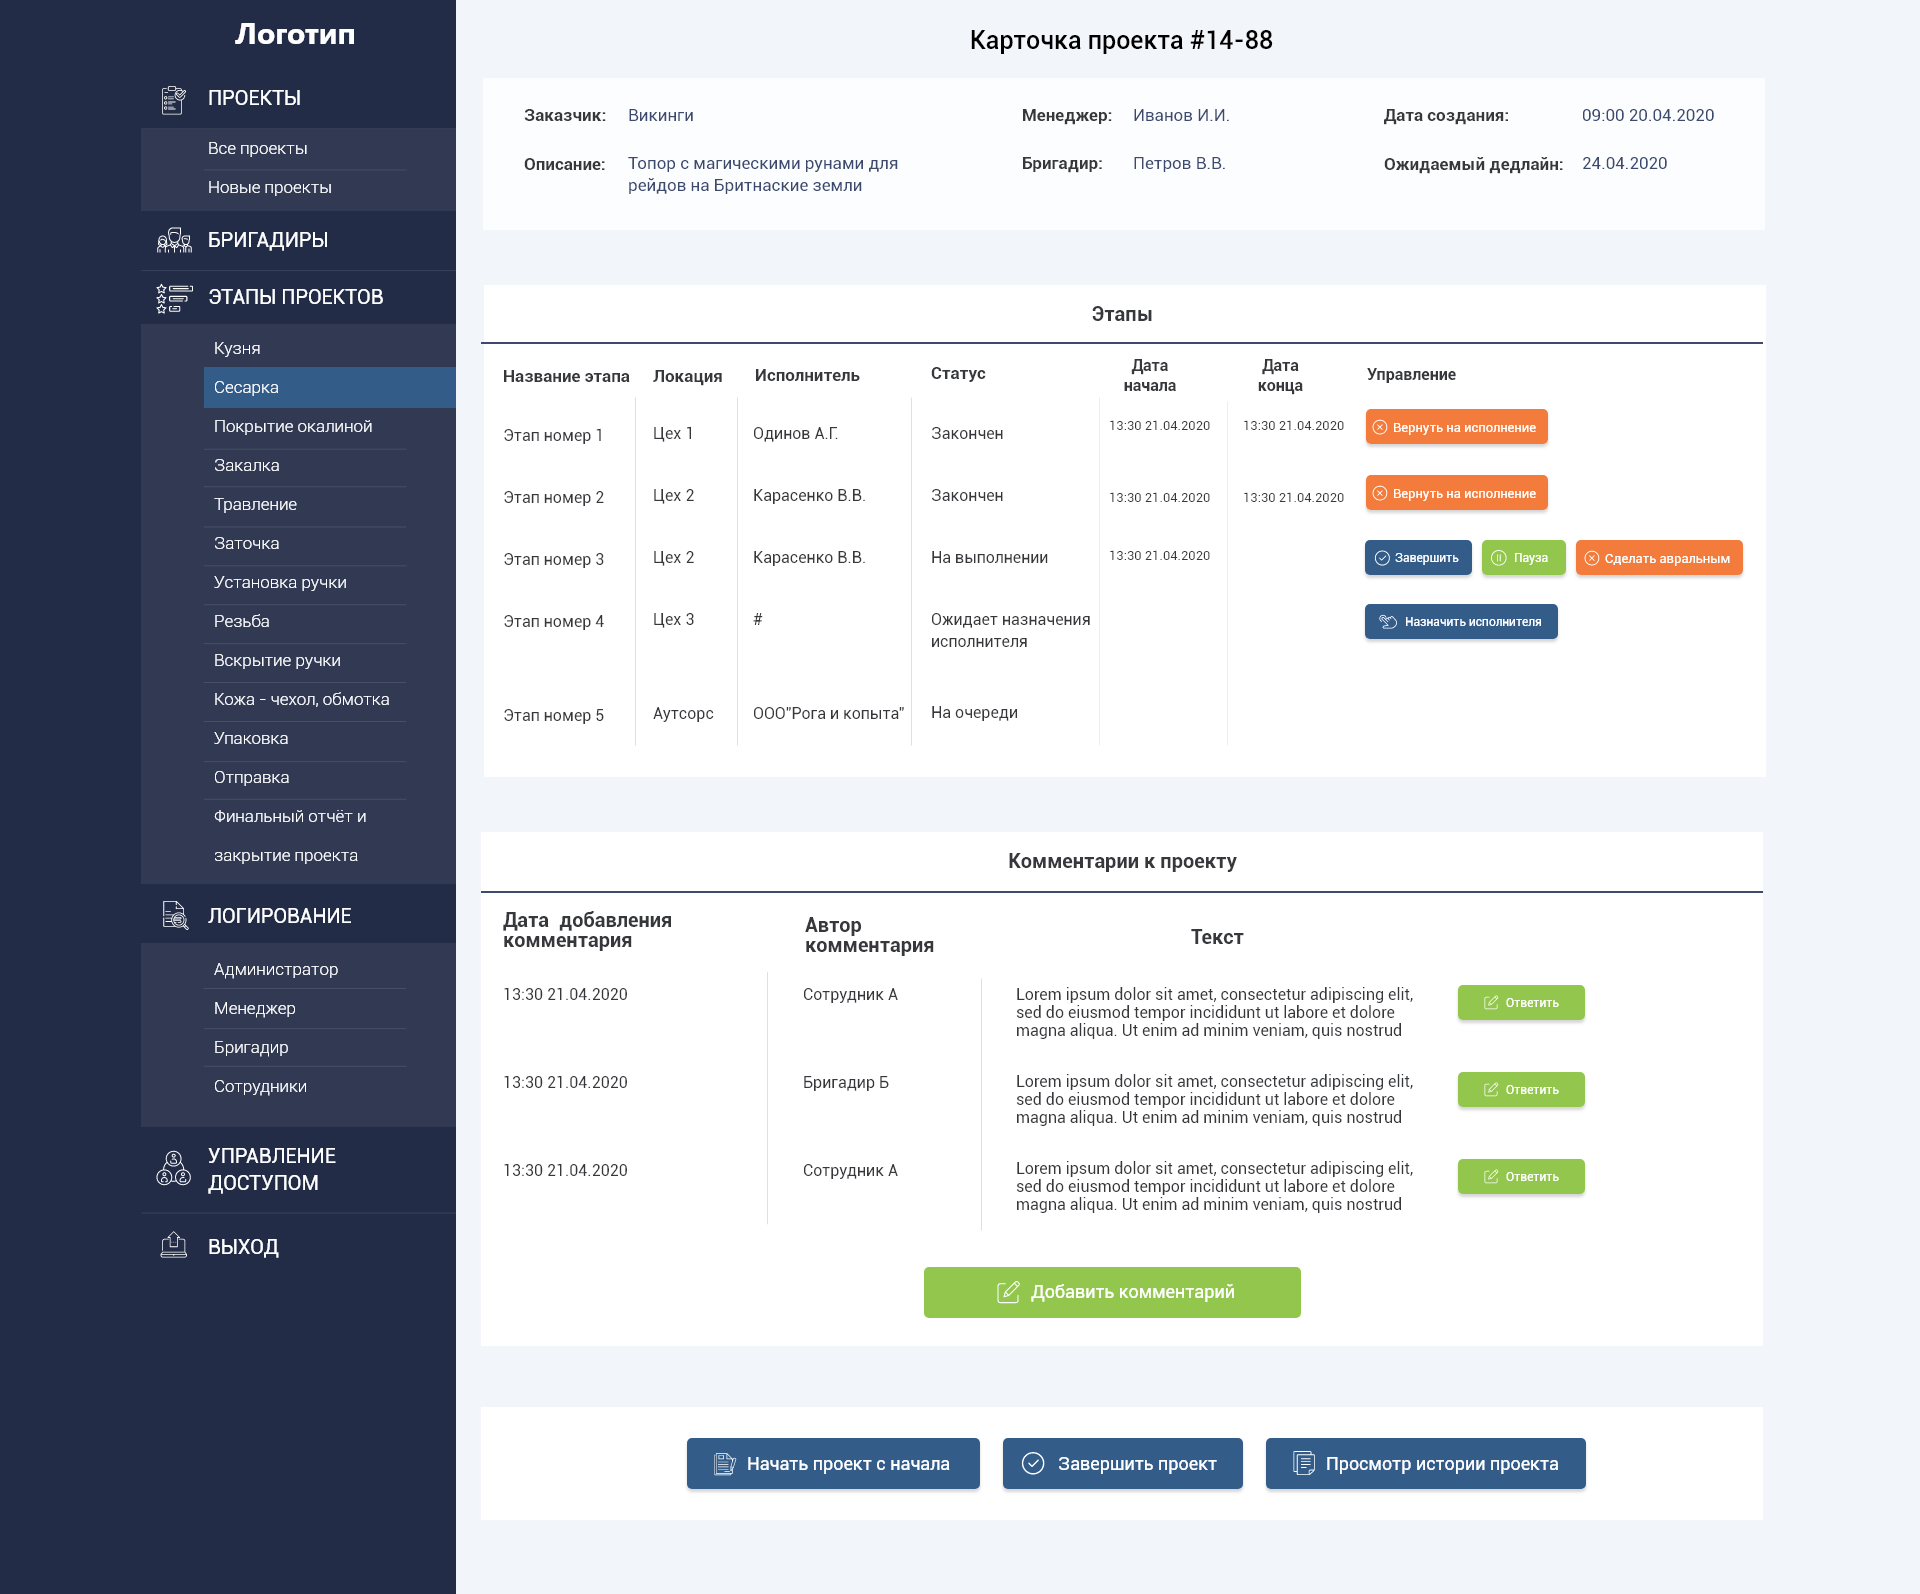 Логотип
ПРОЕКТЫ
Все проекты
Новые проекты
БРИГАДИРЫ
ЭТАПЫ ПРОЕКТОВ
Кузня
Сесарка
Покрытие окалиной
Закалка
Травление
Заточка
Установка ручки
Резьба
Вскрытие ручки
Кожа - чехол, обмотка
Упаковка
Отправка
Финальный отчёт и
закрытие проекта
ЛОГИРОВАНИЕ
Администратор
Менеджер
Бригадир
Сотрудники
УПРАВЛЕНИЕ
ДОСТУПОМ
ВЫХОД
Карточка проекта #14-88
Заказчик: Викинги Менеджер: Иванов И.И. Дата создания: 09:00 20.04.2020
Описание: Топор с магическими рунами для Бригадир: Петров В.В. Ожидаемый дедлайн: 24.04.2020
рейдов на Бритнаские земли
Этапы
Название этапа Локация Исполнитель Статус Дата начала Дата конца Управление
Этап номер 1 Цех 1 Одинов А.Г. Закончен 13:30 21.04.2020 13:30 21.04.2020 Вернуть на исполнение
Этап номер 2 Цех 2 Карасенко В.В. Закончен 13:30 21.04.2020 13:30 21.04.2020 Вернуть на исполнение
Этап номер 3 Цех 2 Карасенко В.В. На выполнении 13:30 21.04.2020 Завершить Пауза Сделать авральным
Этап номер 4 Цех 3 # Ожидает назначения Назначить исполнителя
исполнителя
Этап номер 5 Аутсорс ООО"Рога и копыта" На очереди
Комментарии к проекту
Дата добавления
комментария
Автор
комментария
Текст
13:30 21.04.2020 Сотрудник А Lorem ipsum dolor sit amet, consectetur adipiscing elit, Ответить
sed do eiusmod tempor incididunt ut labore et dolore
magna aliqua. Ut enim ad minim veniam, quis nostrud
13:30 21.04.2020 Бригадир Б Lorem ipsum dolor sit amet, consectetur adipiscing elit, Ответить
sed do eiusmod tempor incididunt ut labore et dolore
magna aliqua. Ut enim ad minim veniam, quis nostrud
13:30 21.04.2020 Сотрудник А Lorem ipsum dolor sit amet, consectetur adipiscing elit, Ответить
sed do eiusmod tempor incididunt ut labore et dolore
magna aliqua. Ut enim ad minim veniam, quis nostrud
Добавить комментарий
Начать проект с начала Завершить проект Просмотр истории проекта